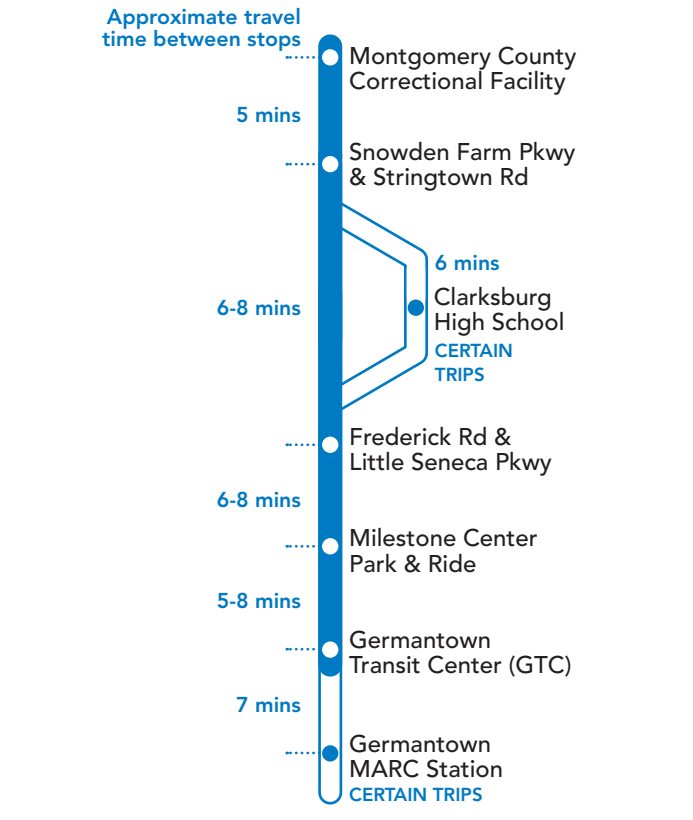 Approximate travel
time between stops
Montgomery County
Correctional Facility
5 mins
Snowden Farm Pkwy
& Stringtown Rd
6 mins
6-8 mins
Clarksburg
High School
CERTAIN
TRIPS
Frederick Rd &
Little Seneca Pkwy
6-8 mins
Milestone Center
Park & Ride
5-8 mins
Germantown
Transit Center (GTC)
7 mins
Germantown
MARC Station
CERTAIN TRIPS